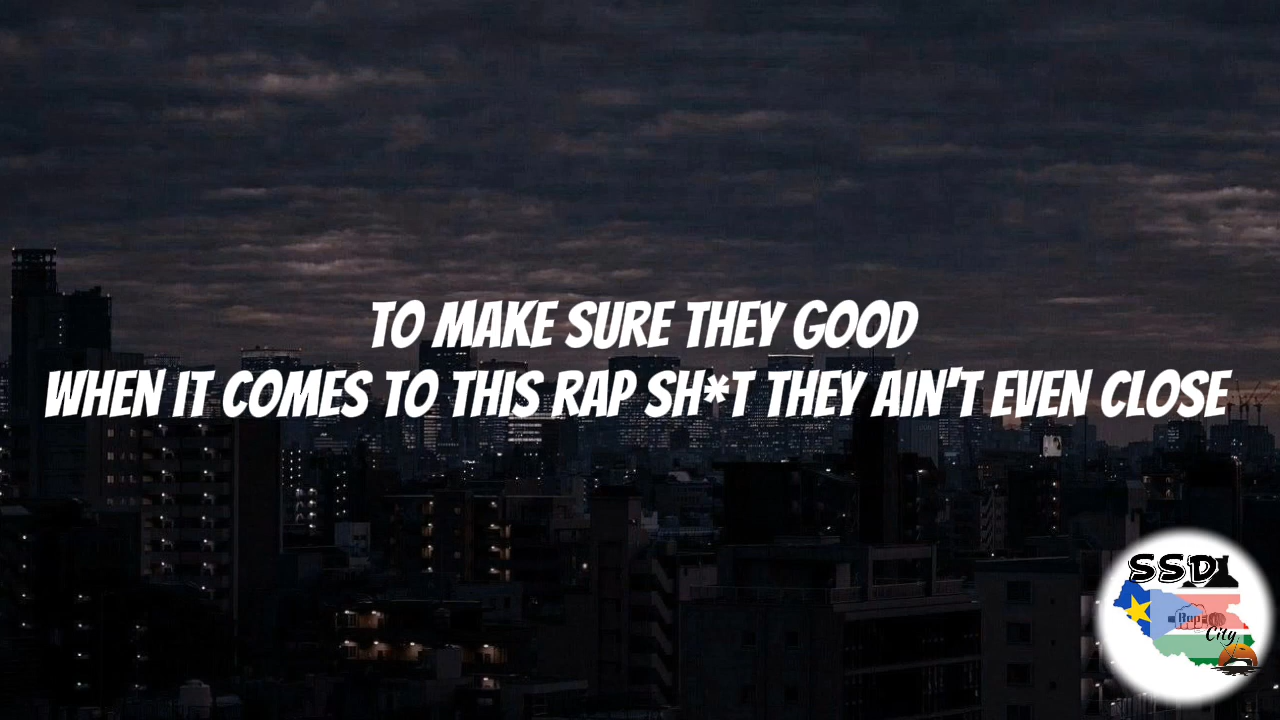 TO MAKE SURE THEY GOOD
WHEN IT COMES TO THIS RAP SH*T THEY AIN'T EVEN CLOSE
SSDI
Rap
City